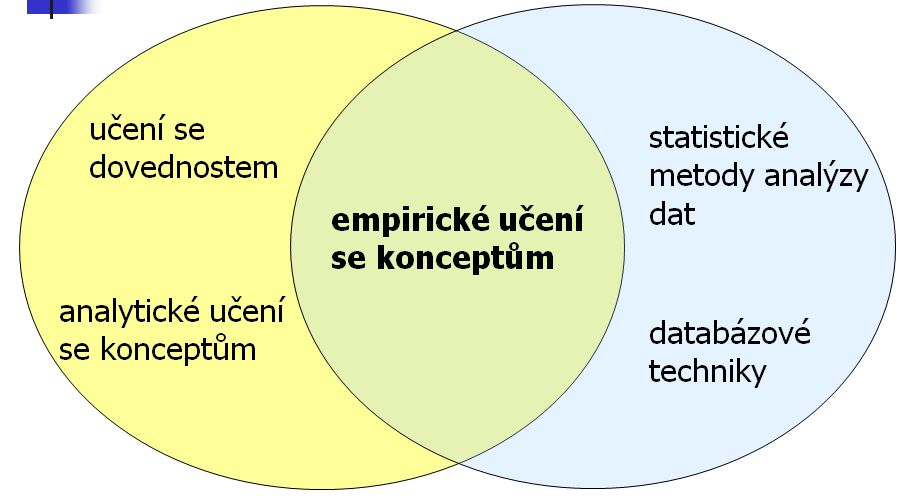 učení se
dovednostem
analytické učení
se konceptům
empirické učení
se konceptům
statistické
metody analýzy
dat
databázové
techniky